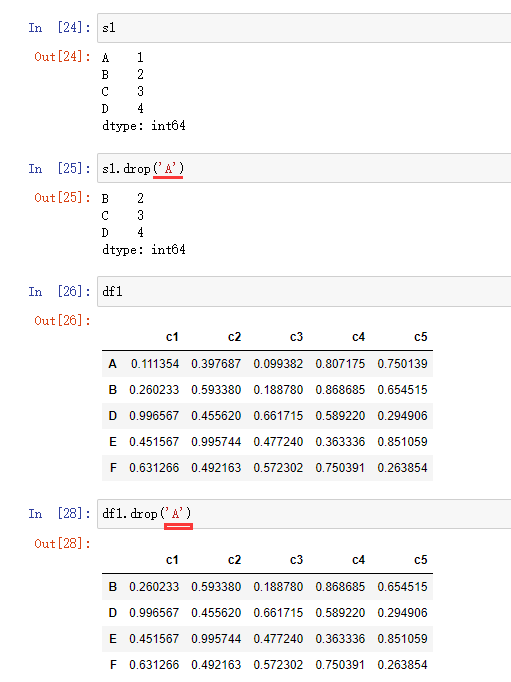 In [24]: s1
Out[24]: A 1
B 2
C 3
D 4
dtype: int64
In [25]: s1.drop('A')
Out[25]: B 2
C 3
D 4
dtype: int64
In [26]: df1
Out[26]:
c1 c2 c3 c4 c5
A 0.111354 0.397687 0.099382 0.807175 0.750139
B 0.260233 0.593380 0.188780 0.868685 0.654515
D 0.996567 0.455620 0.661715 0.589220 0.294906
E 0.451567 0.995744 0.477240 0.363336 0.851059
F 0.631266 0.492163 0.572302 0.750391 0.263854
In [28]: df1.drop('A')
Out[28]:
c1 c2 c3 c4 c5
B 0.260233 0.593380 0.188780 0.868685 0.654515
D 0.996567 0.455620 0.661715 0.589220 0.294906
E 0.451567 0.995744 0.477240 0.363336 0.851059
F 0.631266 0.492163 0.572302 0.750391 0.263854